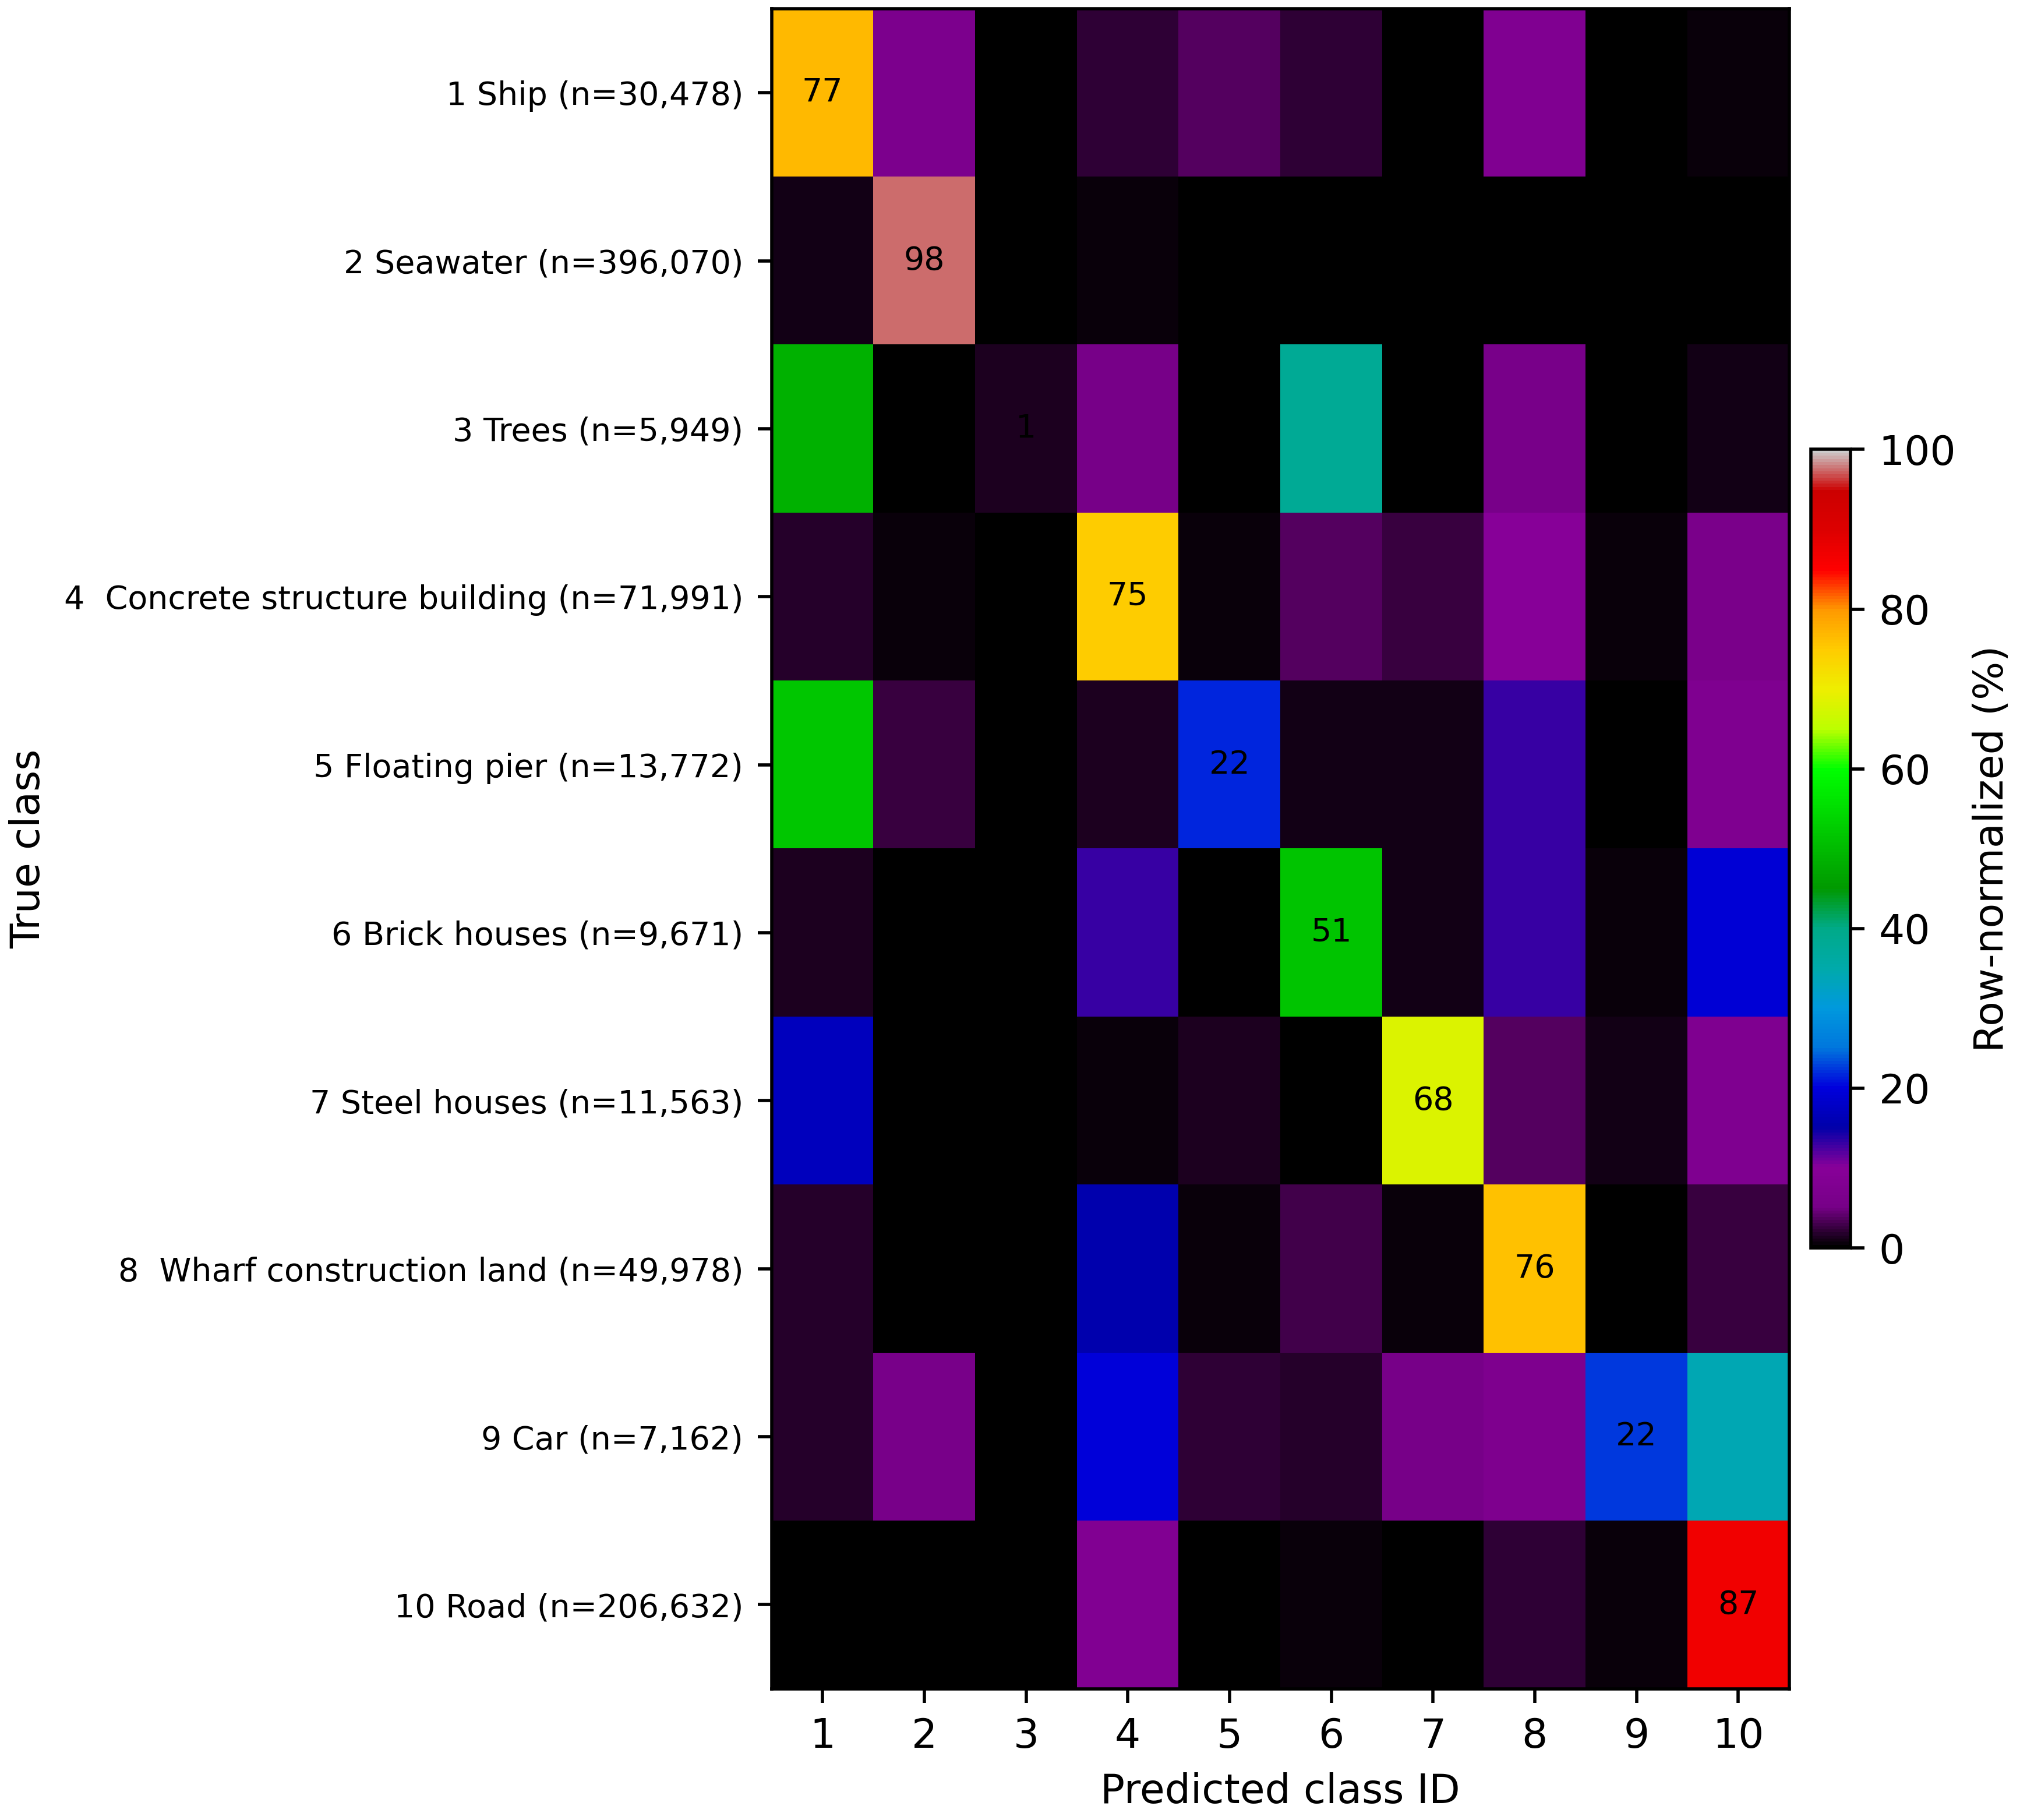 1 Ship (n=30,478)
77
2 Seawater (n=396,070)
98
3 Trees (n=5,949)
1
4  Concrete structure building (n=71,991)
75
5 Floating pier (n=13,772)
22
6 Brick houses (n=9,671)
51
7 Steel houses (n=11,563)
68
8  Wharf construction land (n=49,978)
76
9 Car (n=7,162)
22
10 Road (n=206,632)
87
True class
1 2 3 4 5 6 7 8 9 10
Predicted class ID
100
80
60
40
20
0
Row-normalized (%)